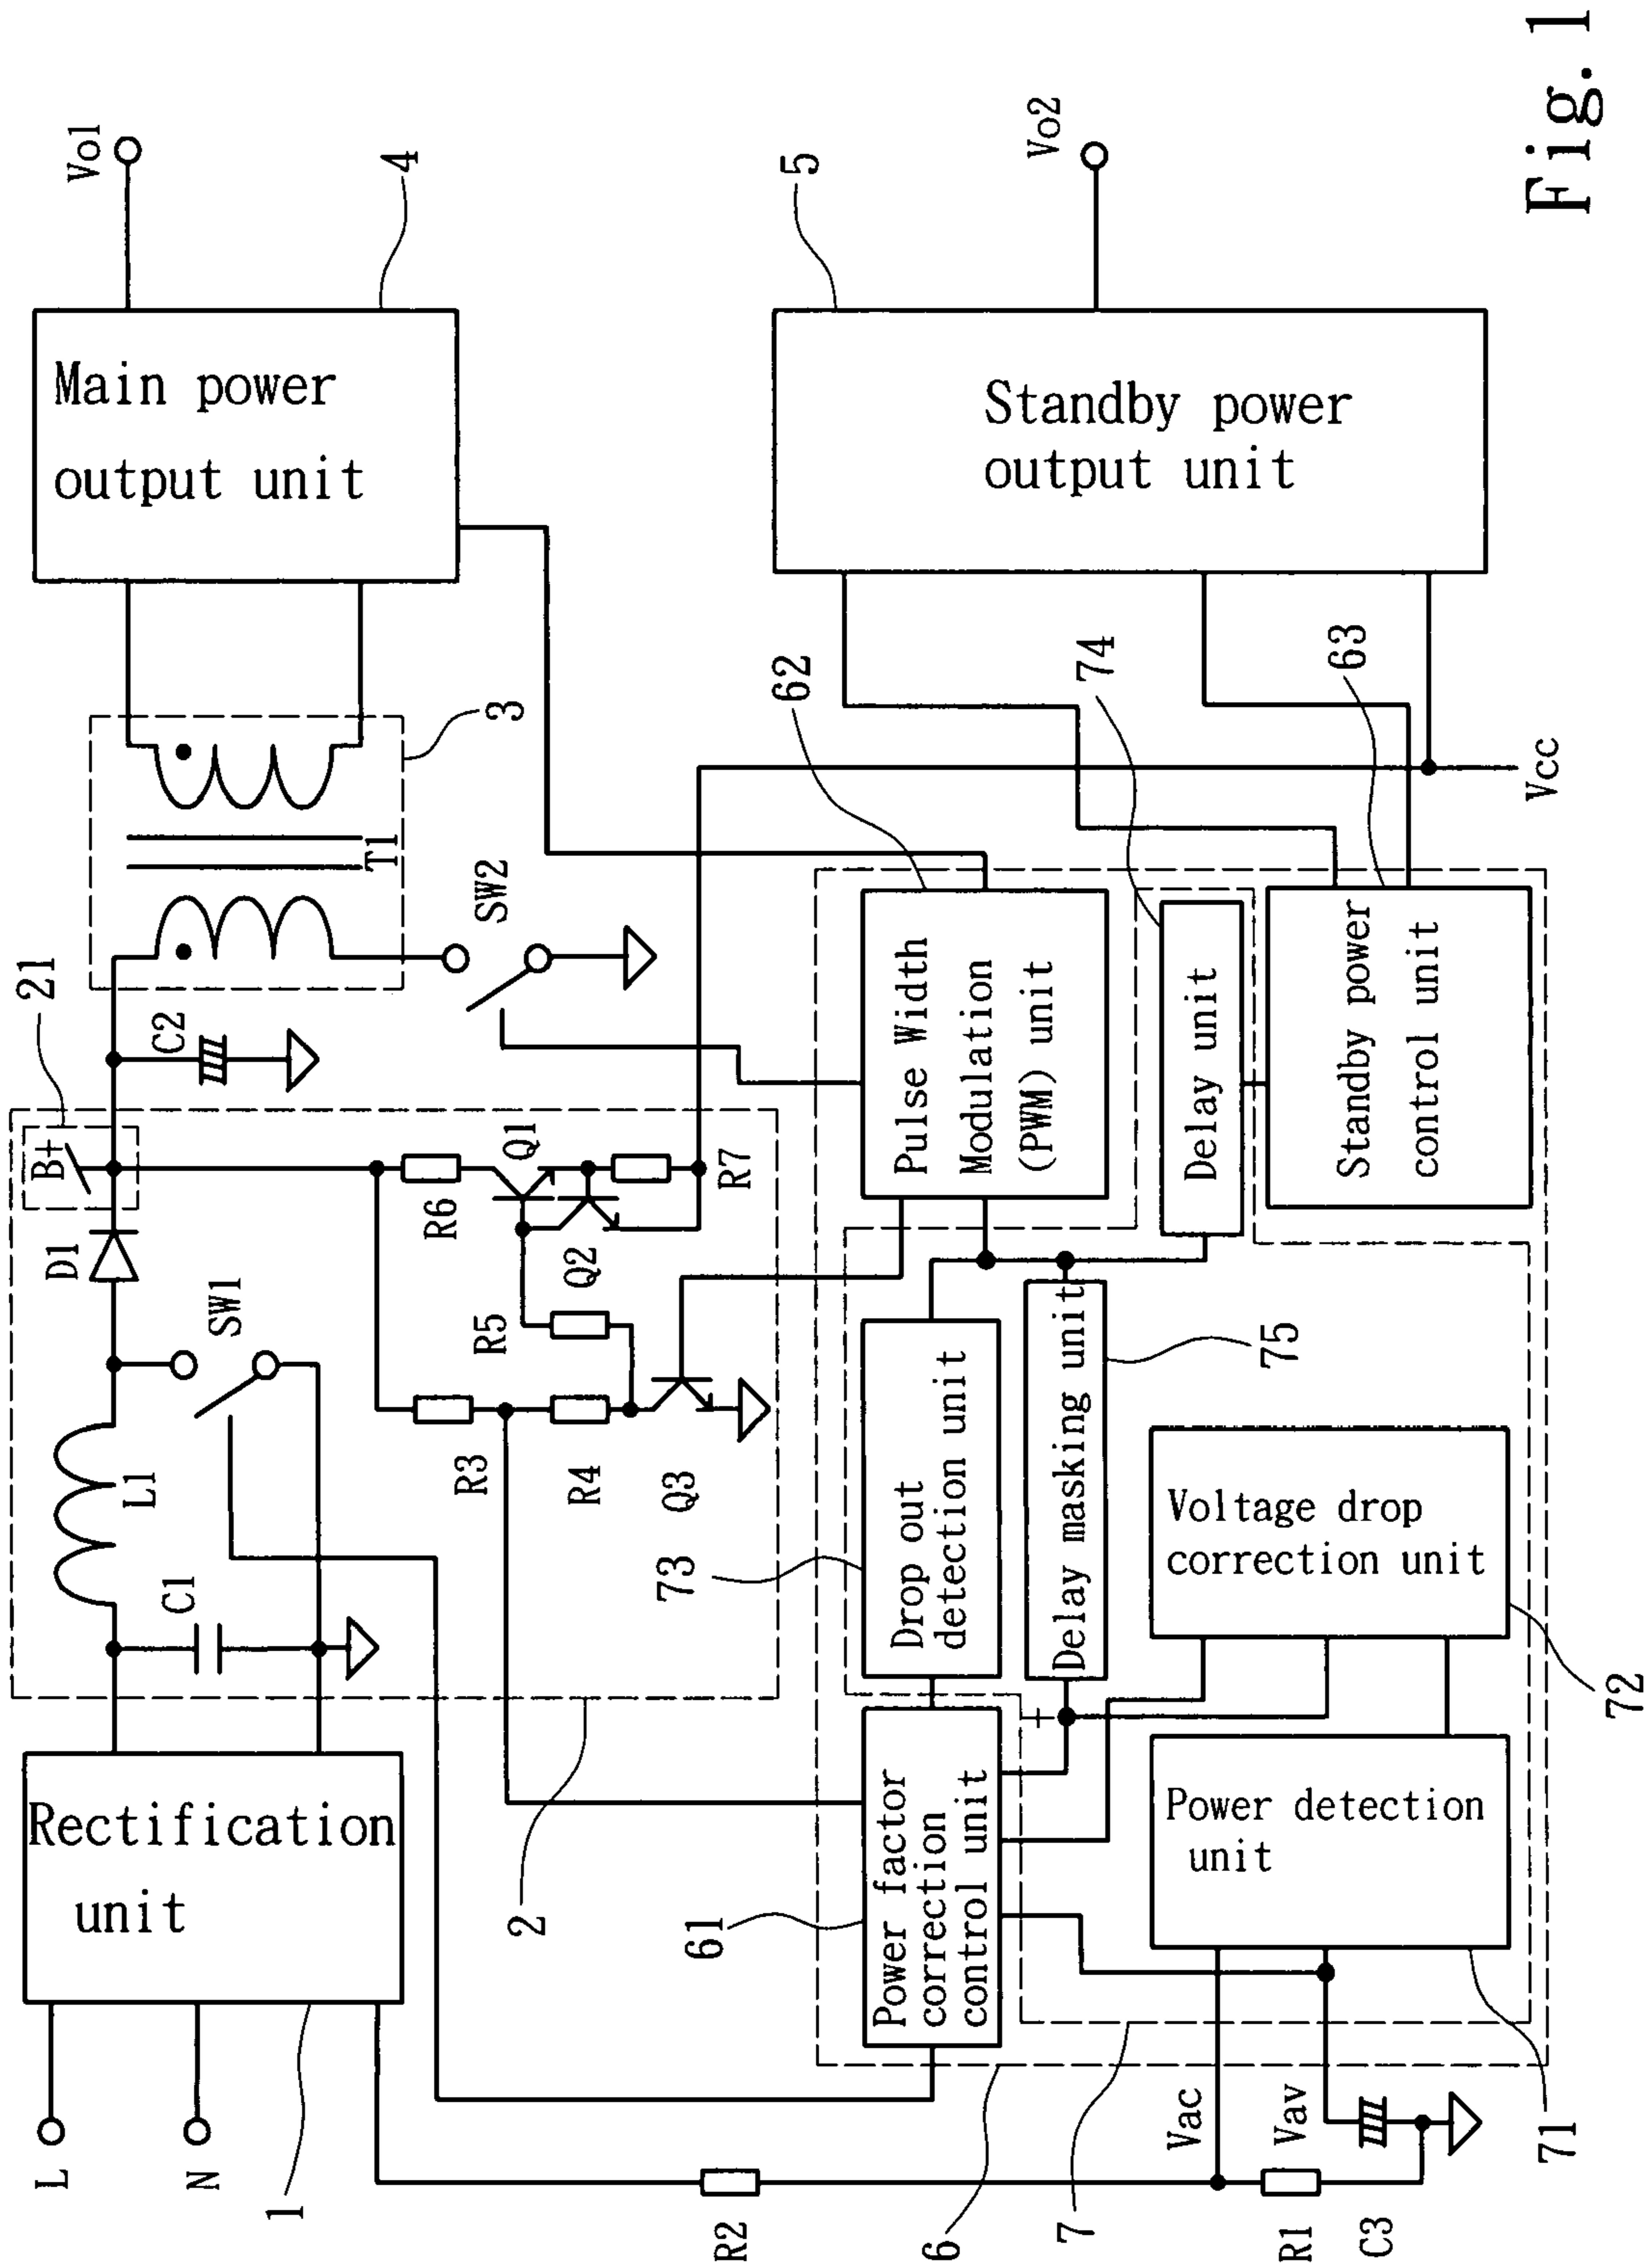 L
N
Rectification
unit
1
R2
C1
L1
SW1
D1
B+
21
C2
2
R3
R4
R5
R6
Q1
Q2
Q3
R7
T1
3
SW2
Main power
output unit
4
Vo1
Standby power
output unit
5
Vo2
Vcc
6
61
Power factor
correction
control unit
62
Pulse Width
Modulation
(PWM) unit
63
Standby power
control unit
7
73
Drop out
detection unit
74
Delay unit
75
Delay masking unit
+
72
Voltage drop
correction unit
71
Power detection
unit
Vac
Vav
R1
C3
Fig. 1